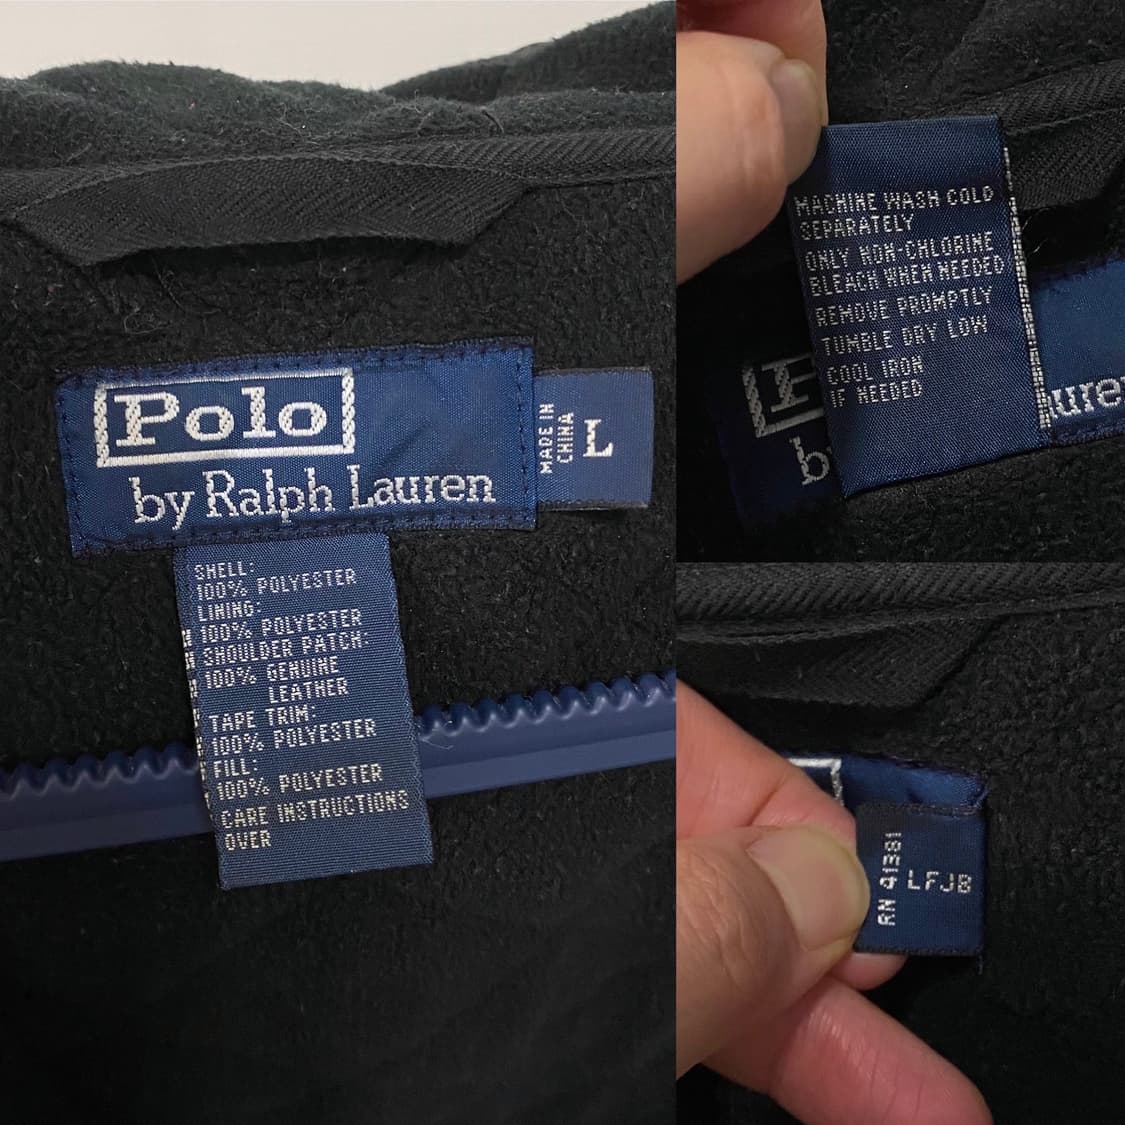 Polo
by Ralph Lauren
MADE IN
CHINA
L
SHELL:
100% POLYESTER
LINING:
100% POLYESTER
SHOULDER PATCH:
100% GENUINE
LEATHER
TAPE TRIM:
100% POLYESTER
FILL:
100% POLYESTER
CARE INSTRUCTIONS
OVER
MACHINE WASH COLD
SEPARATELY
ONLY NON-CHLORINE
BLEACH WHEN NEEDED
REMOVE PROMPTLY
TUMBLE DRY LOW
COOL IRON
IF NEEDED
P
by
uren
RN 41381
LFJB